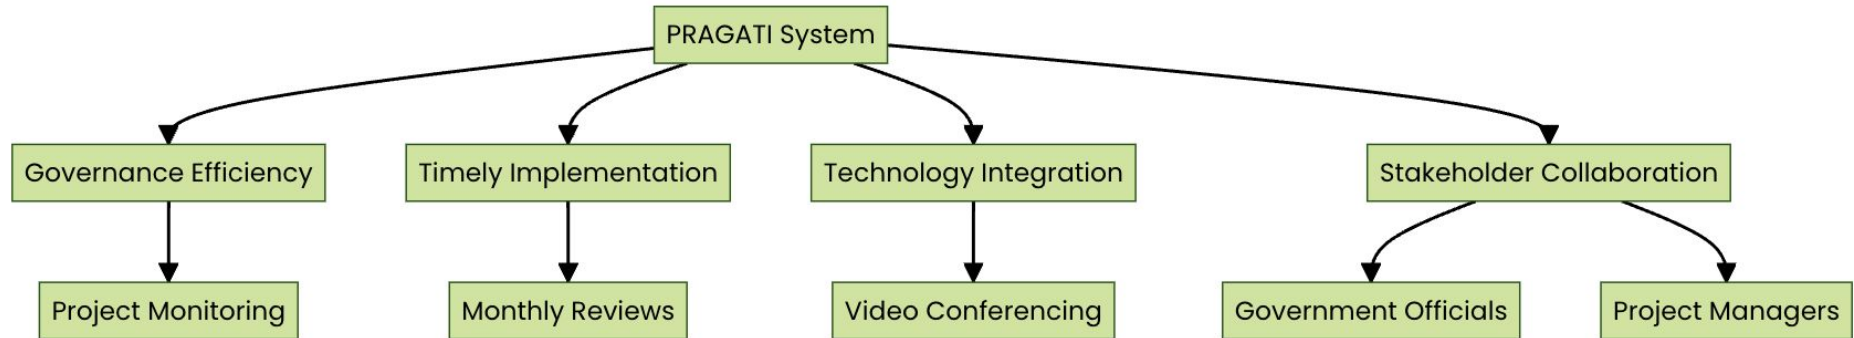 PRAGATI System
Governance Efficiency
Timely Implementation
Technology Integration
Stakeholder Collaboration
Project Monitoring
Monthly Reviews
Video Conferencing
Government Officials
Project Managers